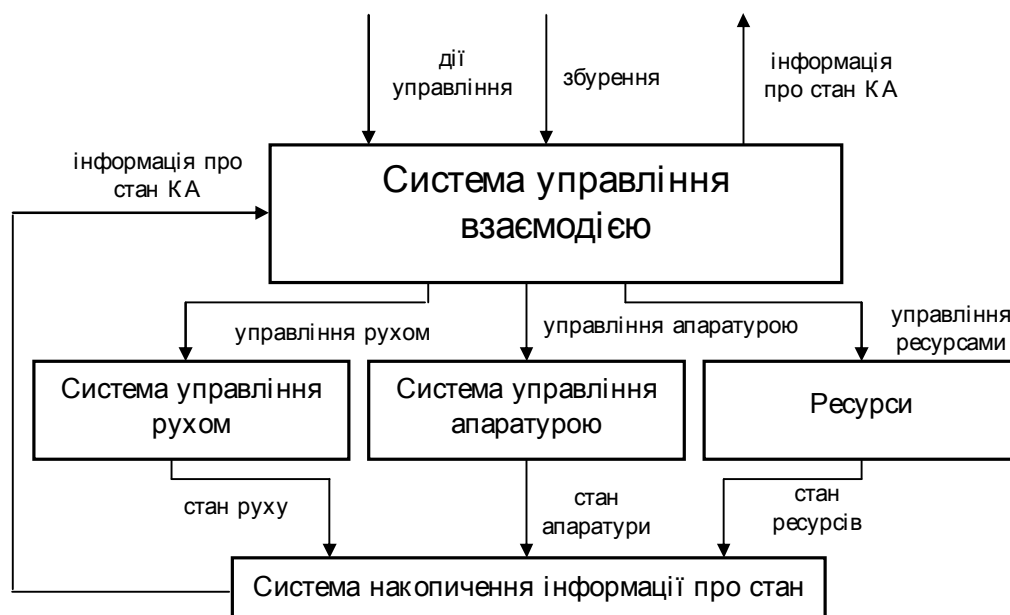 дії
управління
збурення
інформація
про стан КА
інформація про
стан КА
Система управління
взаємодією
управління рухом
управління апаратурою
управління
ресурсами
Система управління
рухом
Система управління
апаратурою
Ресурси
стан руху
стан
апаратури
стан
ресурсів
Система накопичення інформації про стан